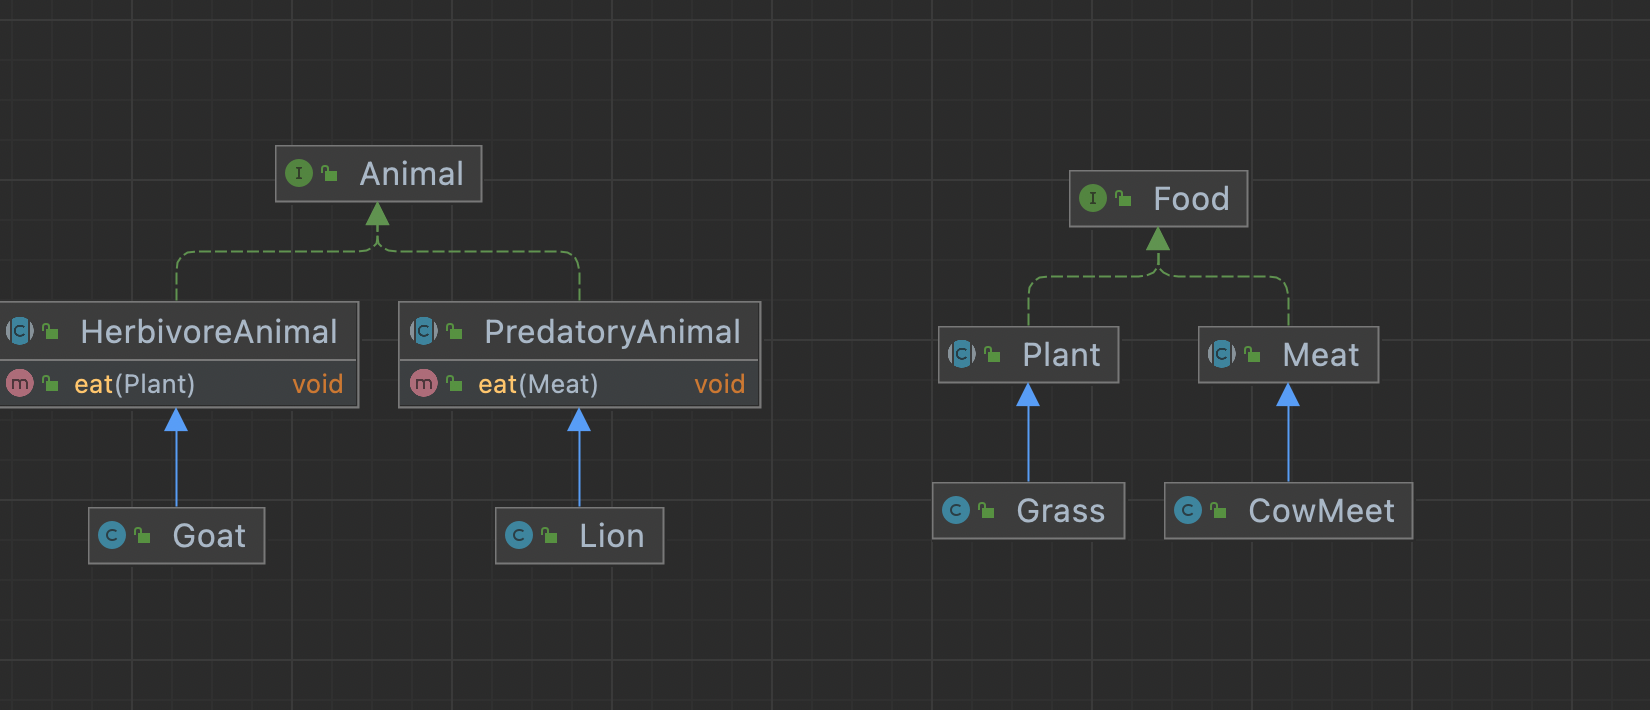 I Animal
I Food
C HerbivoreAnimal
m eat(Plant) void
C PredatoryAnimal
m eat(Meat) void
C Plant
C Meat
C Goat
C Lion
C Grass
C CowMeet